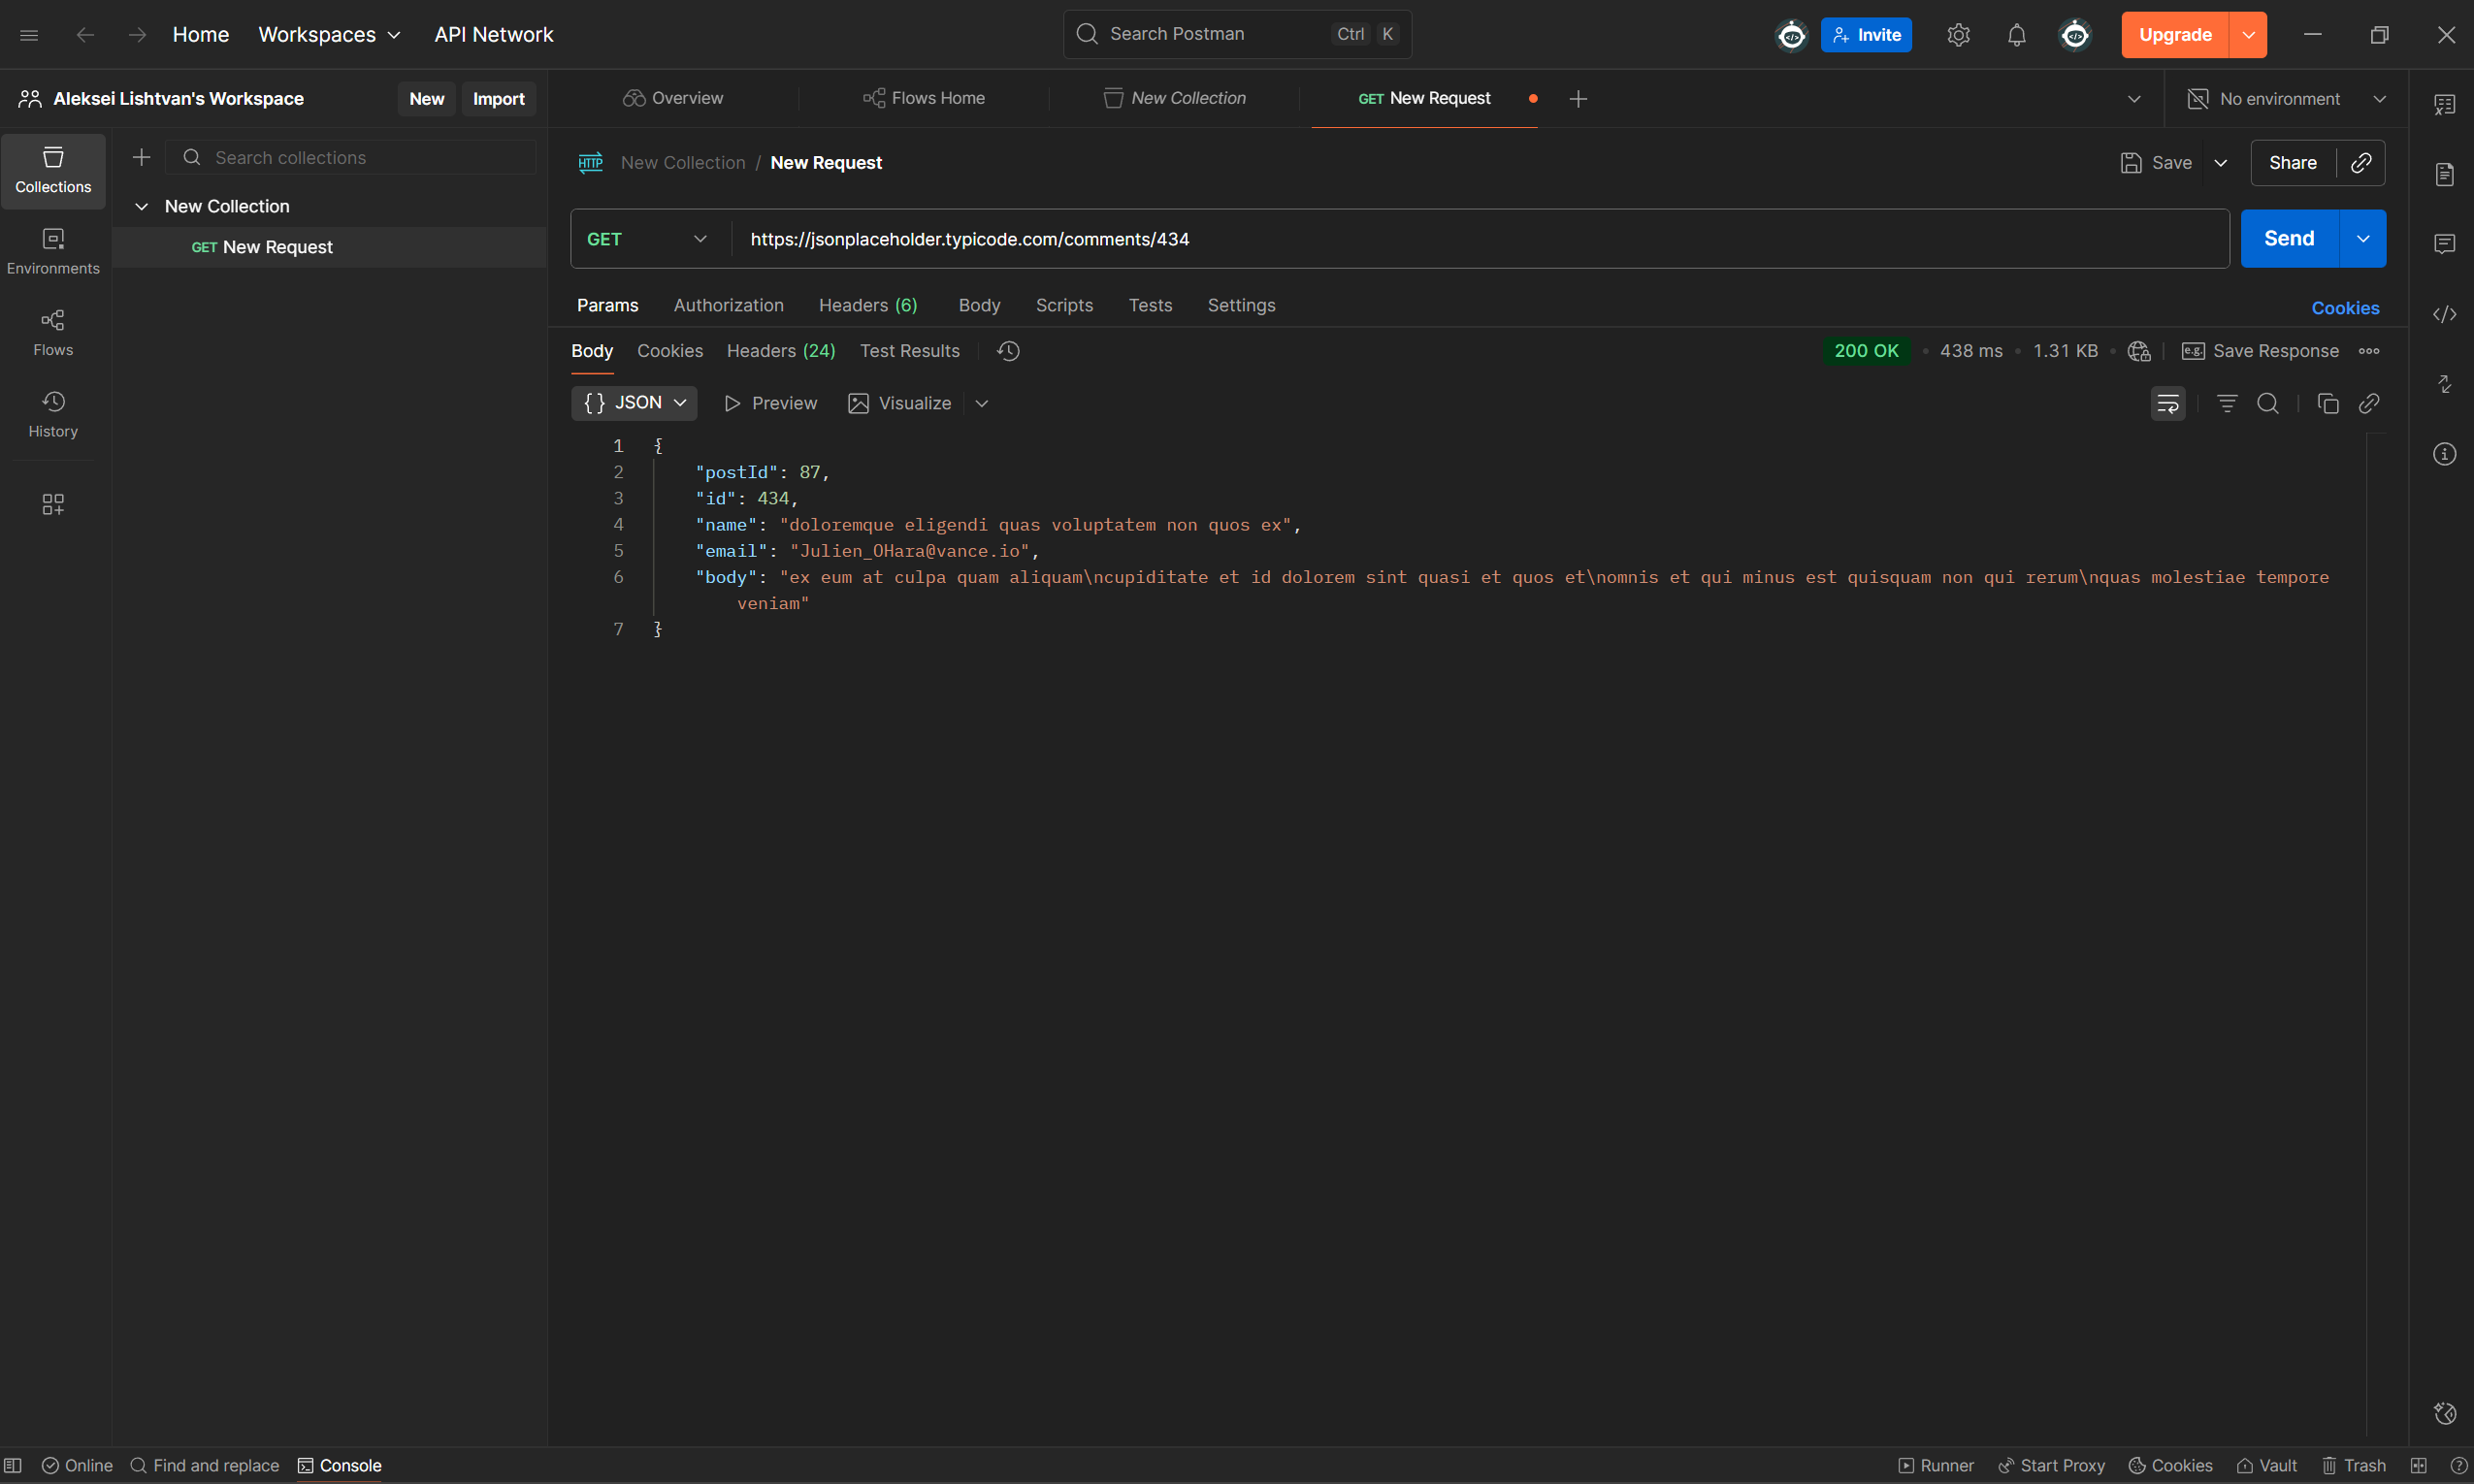 Home Workspaces API Network Search Postman Ctrl K Invite Upgrade
Aleksei Lishtvan's Workspace New Import Overview Flows Home New Collection GET New Request No environment
Collections Search collections HTTP New Collection / New Request Save Share
New Collection
GET https://jsonplaceholder.typicode.com/comments/434 Send
GET New Request
Environments
Params Authorization Headers (6) Body Scripts Tests Settings Cookies
Flows
Body Cookies Headers (24) Test Results 200 OK • 438 ms • 1.31 KB • e.g. Save Response
History
{} JSON Preview Visualize
1 {
2 "postId": 87,
3 "id": 434,
4 "name": "doloremque eligendi quas voluptatem non quos ex",
5 "email": "Julien_OHara@vance.io",
6 "body": "ex eum at culpa quam aliquam\ncupiditate et id dolorem sint quasi et quos et\nomnis et qui minus est quisquam non qui rerum\nquas molestiae tempore
veniam"
7 }
Online Find and replace Console Runner Start Proxy Cookies Vault Trash